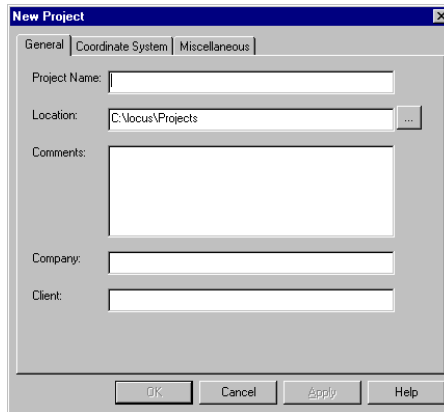 New Project
General Coordinate System Miscellaneous
Project Name:
Location: C:\locus\Projects ...
Comments:
Company:
Client:
OK Cancel Apply Help